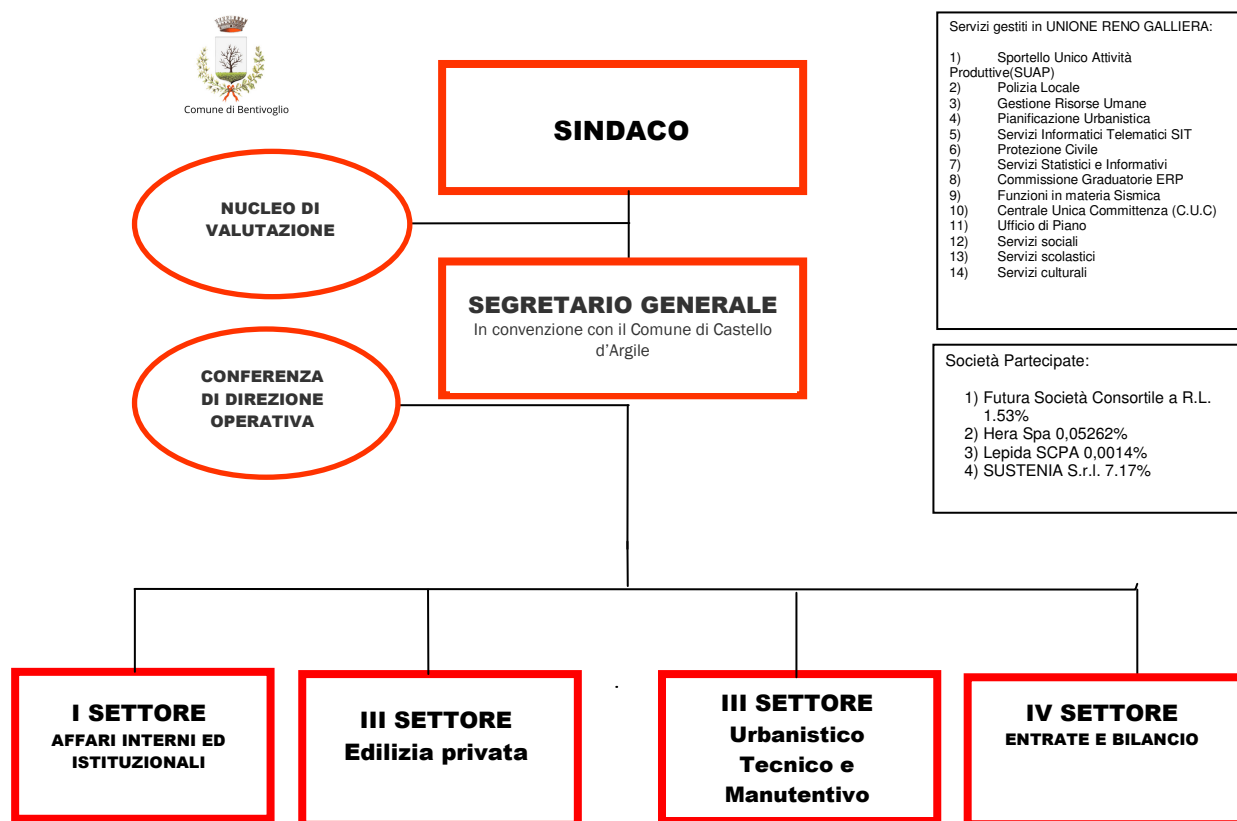 Comune di Bentivoglio
SINDACO
NUCLEO DI
VALUTAZIONE
SEGRETARIO GENERALE
In convenzione con il Comune di Castello
d'Argile
CONFERENZA
DI DIREZIONE
OPERATIVA
Servizi gestiti in UNIONE RENO GALLIERA:
1) Sportello Unico Attività
Produttive(SUAP)
2) Polizia Locale
3) Gestione Risorse Umane
4) Pianificazione Urbanistica
5) Servizi Informatici Telematici SIT
6) Protezione Civile
7) Servizi Statistici e Informativi
8) Commissione Graduatorie ERP
9) Funzioni in materia Sismica
10) Centrale Unica Committenza (C.U.C)
11) Ufficio di Piano
12) Servizi sociali
13) Servizi scolastici
14) Servizi culturali
Società Partecipate:
1) Futura Società Consortile a R.L.
1.53%
2) Hera Spa 0,05262%
3) Lepida SCPA 0,0014%
4) SUSTENIA S.r.l. 7.17%
I SETTORE
AFFARI INTERNI ED
ISTITUZIONALI
III SETTORE
Edilizia privata
.
III SETTORE
Urbanistico
Tecnico e
Manutentivo
IV SETTORE
ENTRATE E BILANCIO